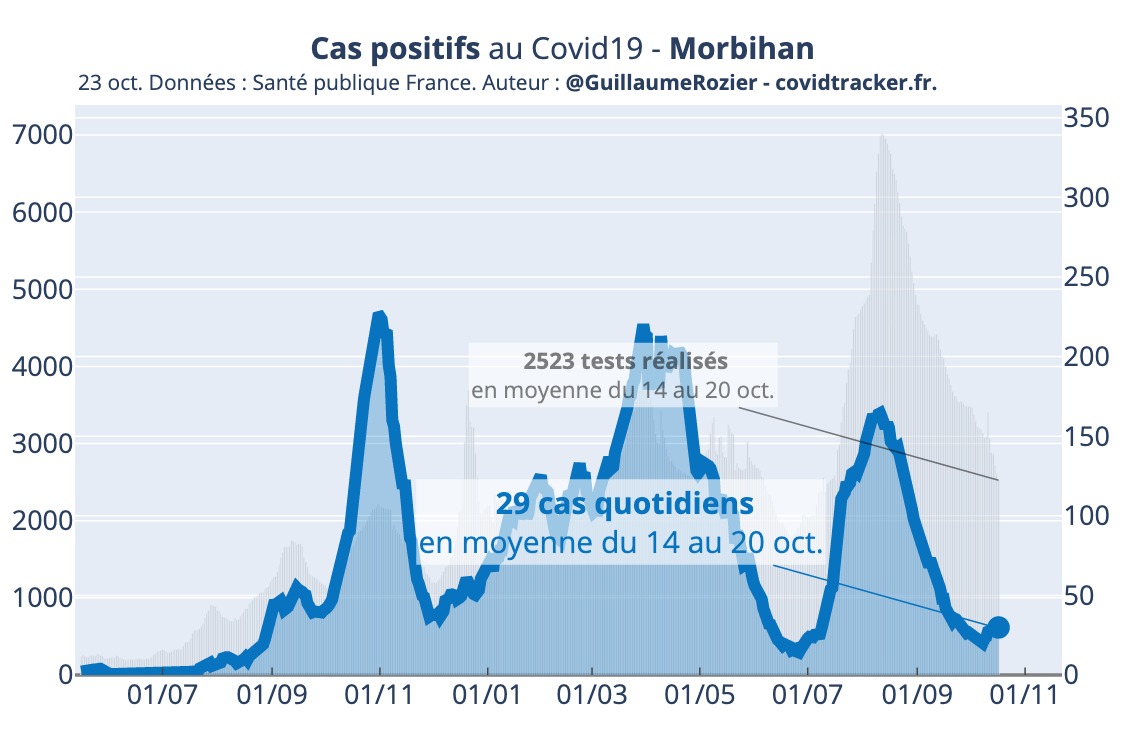 Cas positifs au Covid19 - Morbihan
23 oct. Données : Santé publique France. Auteur : @GuillaumeRozier - covidtracker.fr.
7000
6000
5000
4000
3000
2000
1000
0
350
300
250
200
150
100
50
0
2523 tests réalisés
en moyenne du 14 au 20 oct.
29 cas quotidiens
en moyenne du 14 au 20 oct.
01/07 01/09 01/11 01/01 01/03 01/05 01/07 01/09 01/11